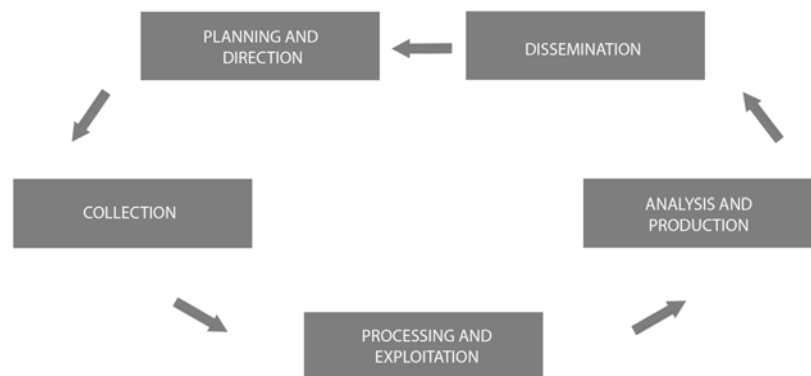 PLANNING AND
DIRECTION
DISSEMINATION
COLLECTION
ANALYSIS AND
PRODUCTION
PROCESSING AND
EXPLOITATION